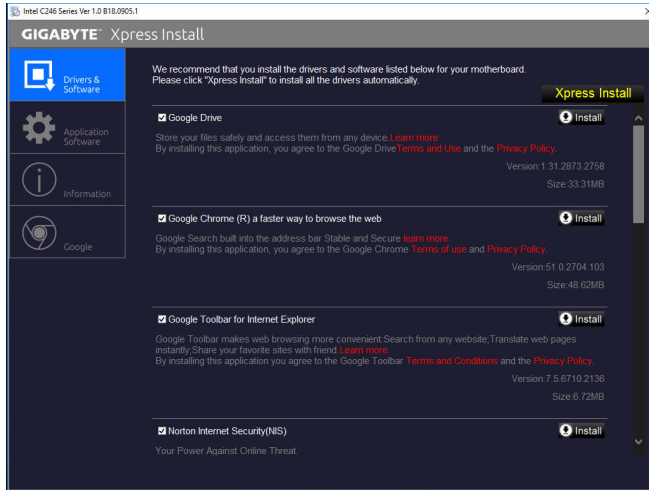 Intel C246 Series Ver 1.0 B18.0905.1
GIGABYTE™ Xpress Install
Drivers & Software
Application Software
Information
Google
We recommend that you install the drivers and software listed below for your motherboard.
Please click "Xpress Install" to install all the drivers automatically.
Xpress Install
Google Drive
Install
Store your files safely and access them from any device.Learn more
By installing this application, you agree to the Google DriveTerms and Use and the Privacy Policy.
Version:1.31.2873.2758
Size:33.31MB
Google Chrome (R) a faster way to browse the web
Install
Google Search built into the address bar Stable and Secure learn more
By installing this application, you agree to the Google Chrome Terms of use and Privacy Policy.
Version:51.0.2704.103
Size:48.62MB
Google Toolbar for Internet Explorer
Install
Google Toolbar makes web browsing more convenient.Search from any website;Translate web pages
instantly;Share your favorite sites with friend.Learn more
By installing this application you agree to the Google Toolbar Terms and Conditions and the Privacy Policy.
Version:7.5.6710.2136
Size:6.72MB
Norton Internet Security(NIS)
Install
Your Power Against Online Threat.